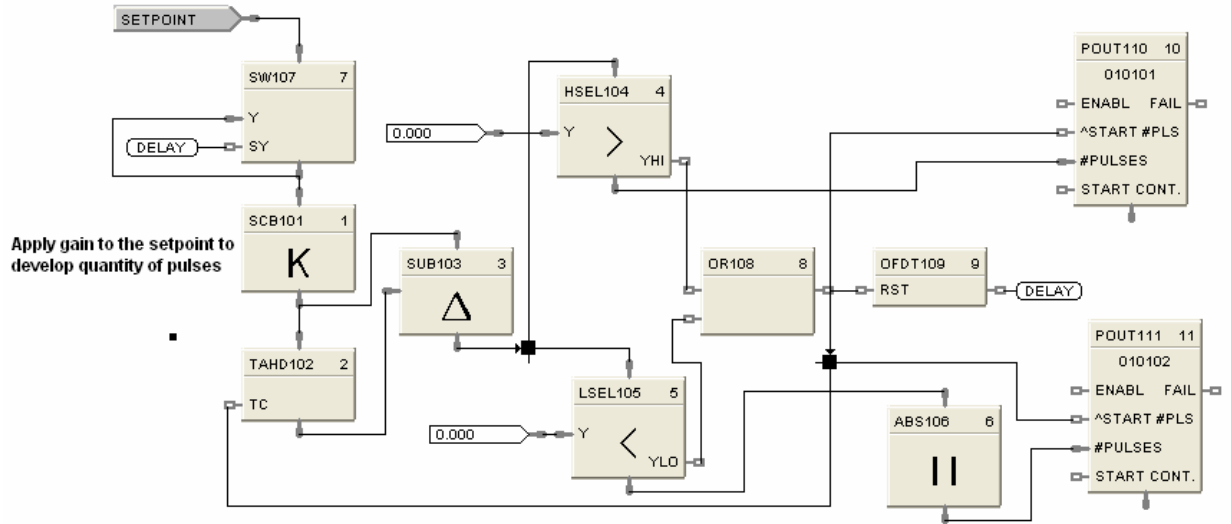 SETPOINT
SW107 7
Y
DELAY
SY
SCB101 1
K
Apply gain to the setpoint to
develop quantity of pulses
TAHD102 2
TC
SUB103 3
Δ
HSEL104 4
0.000
Y
>
YHI
LSEL105 5
0.000
Y
<
YLO
OR108 8
OFDT109 9
RST
DELAY
ABS106 6
||
POUT110 10
010101
ENABL FAIL
^START #PLS
#PULSES
START CONT.
POUT111 11
010102
ENABL FAIL
^START #PLS
#PULSES
START CONT.